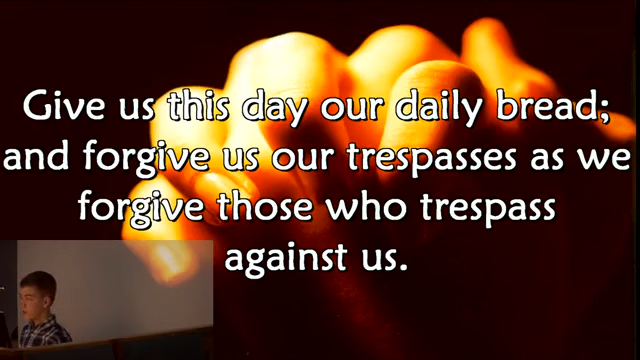 Give us this day our daily bread;
and forgive us our trespasses as we
forgive those who trespass
against us.